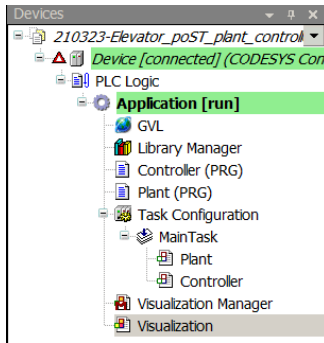 Devices
210323-Elevator_poST_plant_control
Device [connected] (CODESYS Con
PLC Logic
Application [run]
GVL
Library Manager
Controller (PRG)
Plant (PRG)
Task Configuration
MainTask
Plant
Controller
Visualization Manager
Visualization